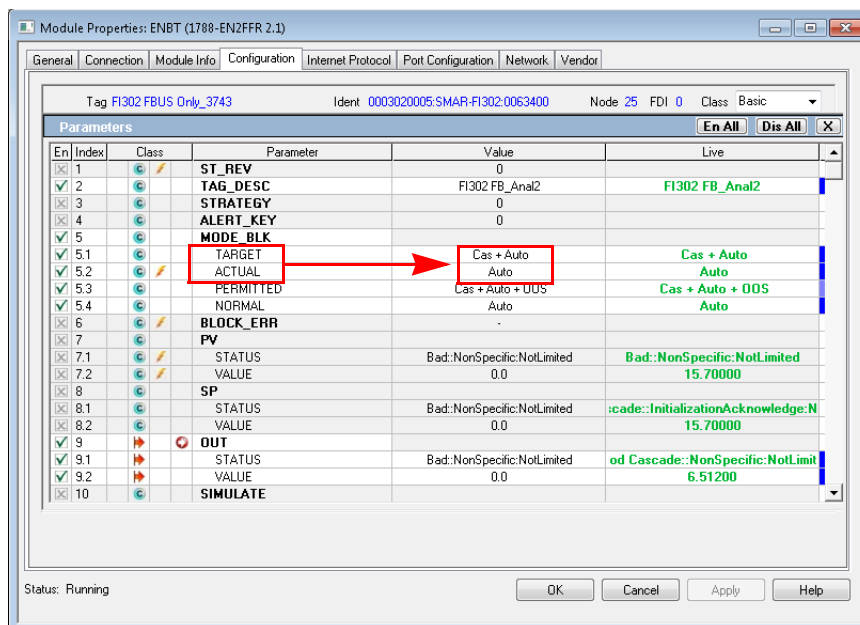 Module Properties: ENBT (1788-EN2FFR 2.1)
General Connection Module Info Configuration Internet Protocol Port Configuration Network Vendor
Tag FI302 FBUS Only_3743 Ident 0003020005:SMAR-FI302:0063400 Node 25 FDI 0 Class Basic
Parameters En All Dis All X
En Index Class Parameter Value Live
1 ST_REV 0
2 TAG_DESC FI302 FB_Anal2 FI302 FB_Anal2
3 STRATEGY 0
4 ALERT_KEY 0
5 MODE_BLK
5.1 TARGET Cas + Auto Cas + Auto
5.2 ACTUAL Auto Auto
5.3 PERMITTED Cas + Auto + OOS Cas + Auto + OOS
5.4 NORMAL Auto Auto
6 BLOCK_ERR -
7 PV
7.1 STATUS Bad::NonSpecific:NotLimited Bad::NonSpecific:NotLimited
7.2 VALUE 0.0 15.70000
8 SP
8.1 STATUS Bad::NonSpecific:NotLimited :cade::InitializationAcknowledge:N
8.2 VALUE 0.0 15.70000
9 OUT
9.1 STATUS Bad::NonSpecific:NotLimited od Cascade::NonSpecific:NotLimit
9.2 VALUE 0.0 6.51200
10 SIMULATE
Status: Running OK Cancel Apply Help